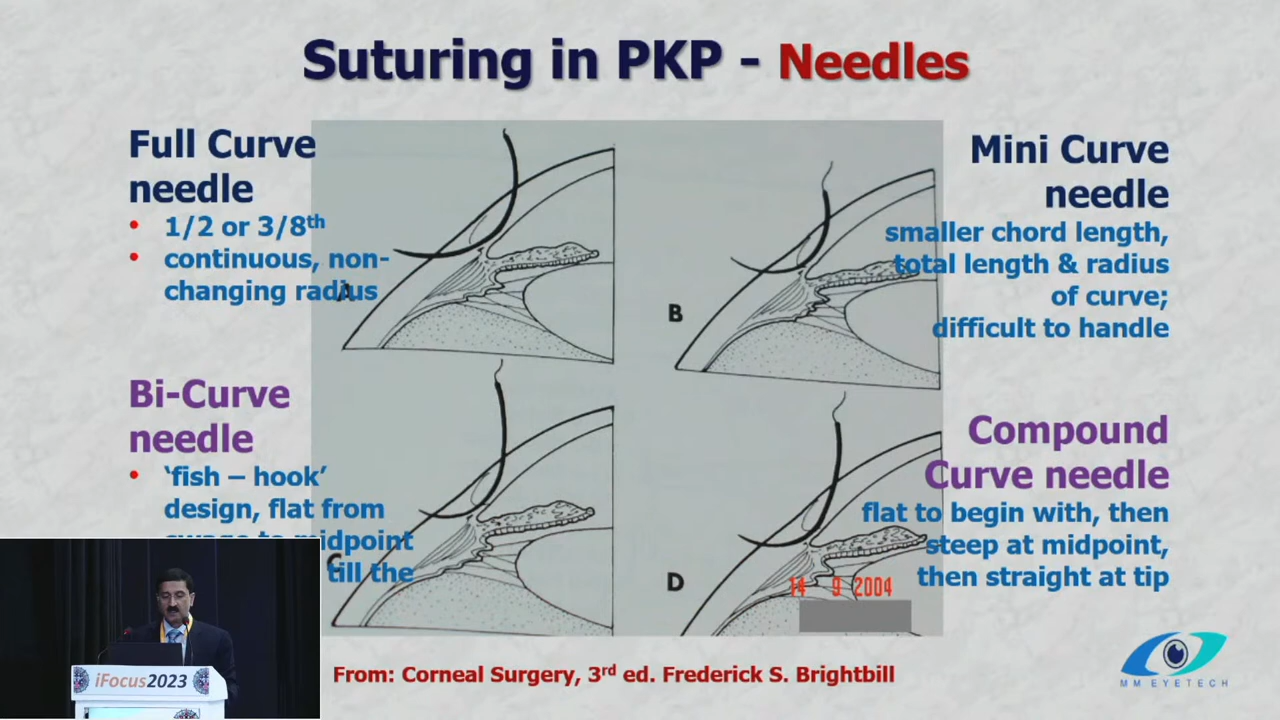 Suturing in PKP - Needles
Full Curve
needle
• 1/2 or 3/8th
• continuous, non-
changing radius
A
Mini Curve
needle
smaller chord length,
total length & radius
of curve;
difficult to handle
B
Bi-Curve
needle
• ‘fish – hook’
design, flat from
swage to midpoint
till the
C
Compound
Curve needle
flat to begin with, then
steep at midpoint,
then straight at tip
D
14 9 2004
iFocus2023
From: Corneal Surgery, 3rd ed. Frederick S. Brightbill
MM EYETECH